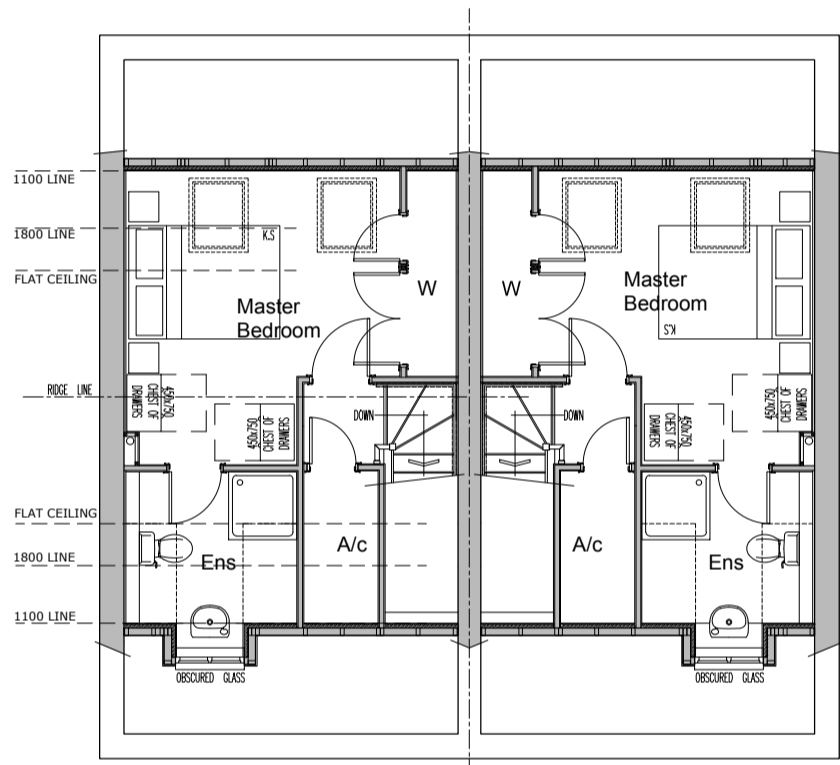 1100 LINE
1800 LINE
K.S
K.S
FLAT CEILING
Master
Bedroom
W
W
Master
Bedroom
RIDGE LINE
450x750
CHEST OF
DRAWERS
450x750
CHEST OF
DRAWERS
DOWN
DOWN
450x750
CHEST OF
DRAWERS
450x750
CHEST OF
DRAWERS
FLAT CEILING
1800 LINE
Ens
A/c
A/c
Ens
1100 LINE
OBSCURED GLASS
OBSCURED GLASS